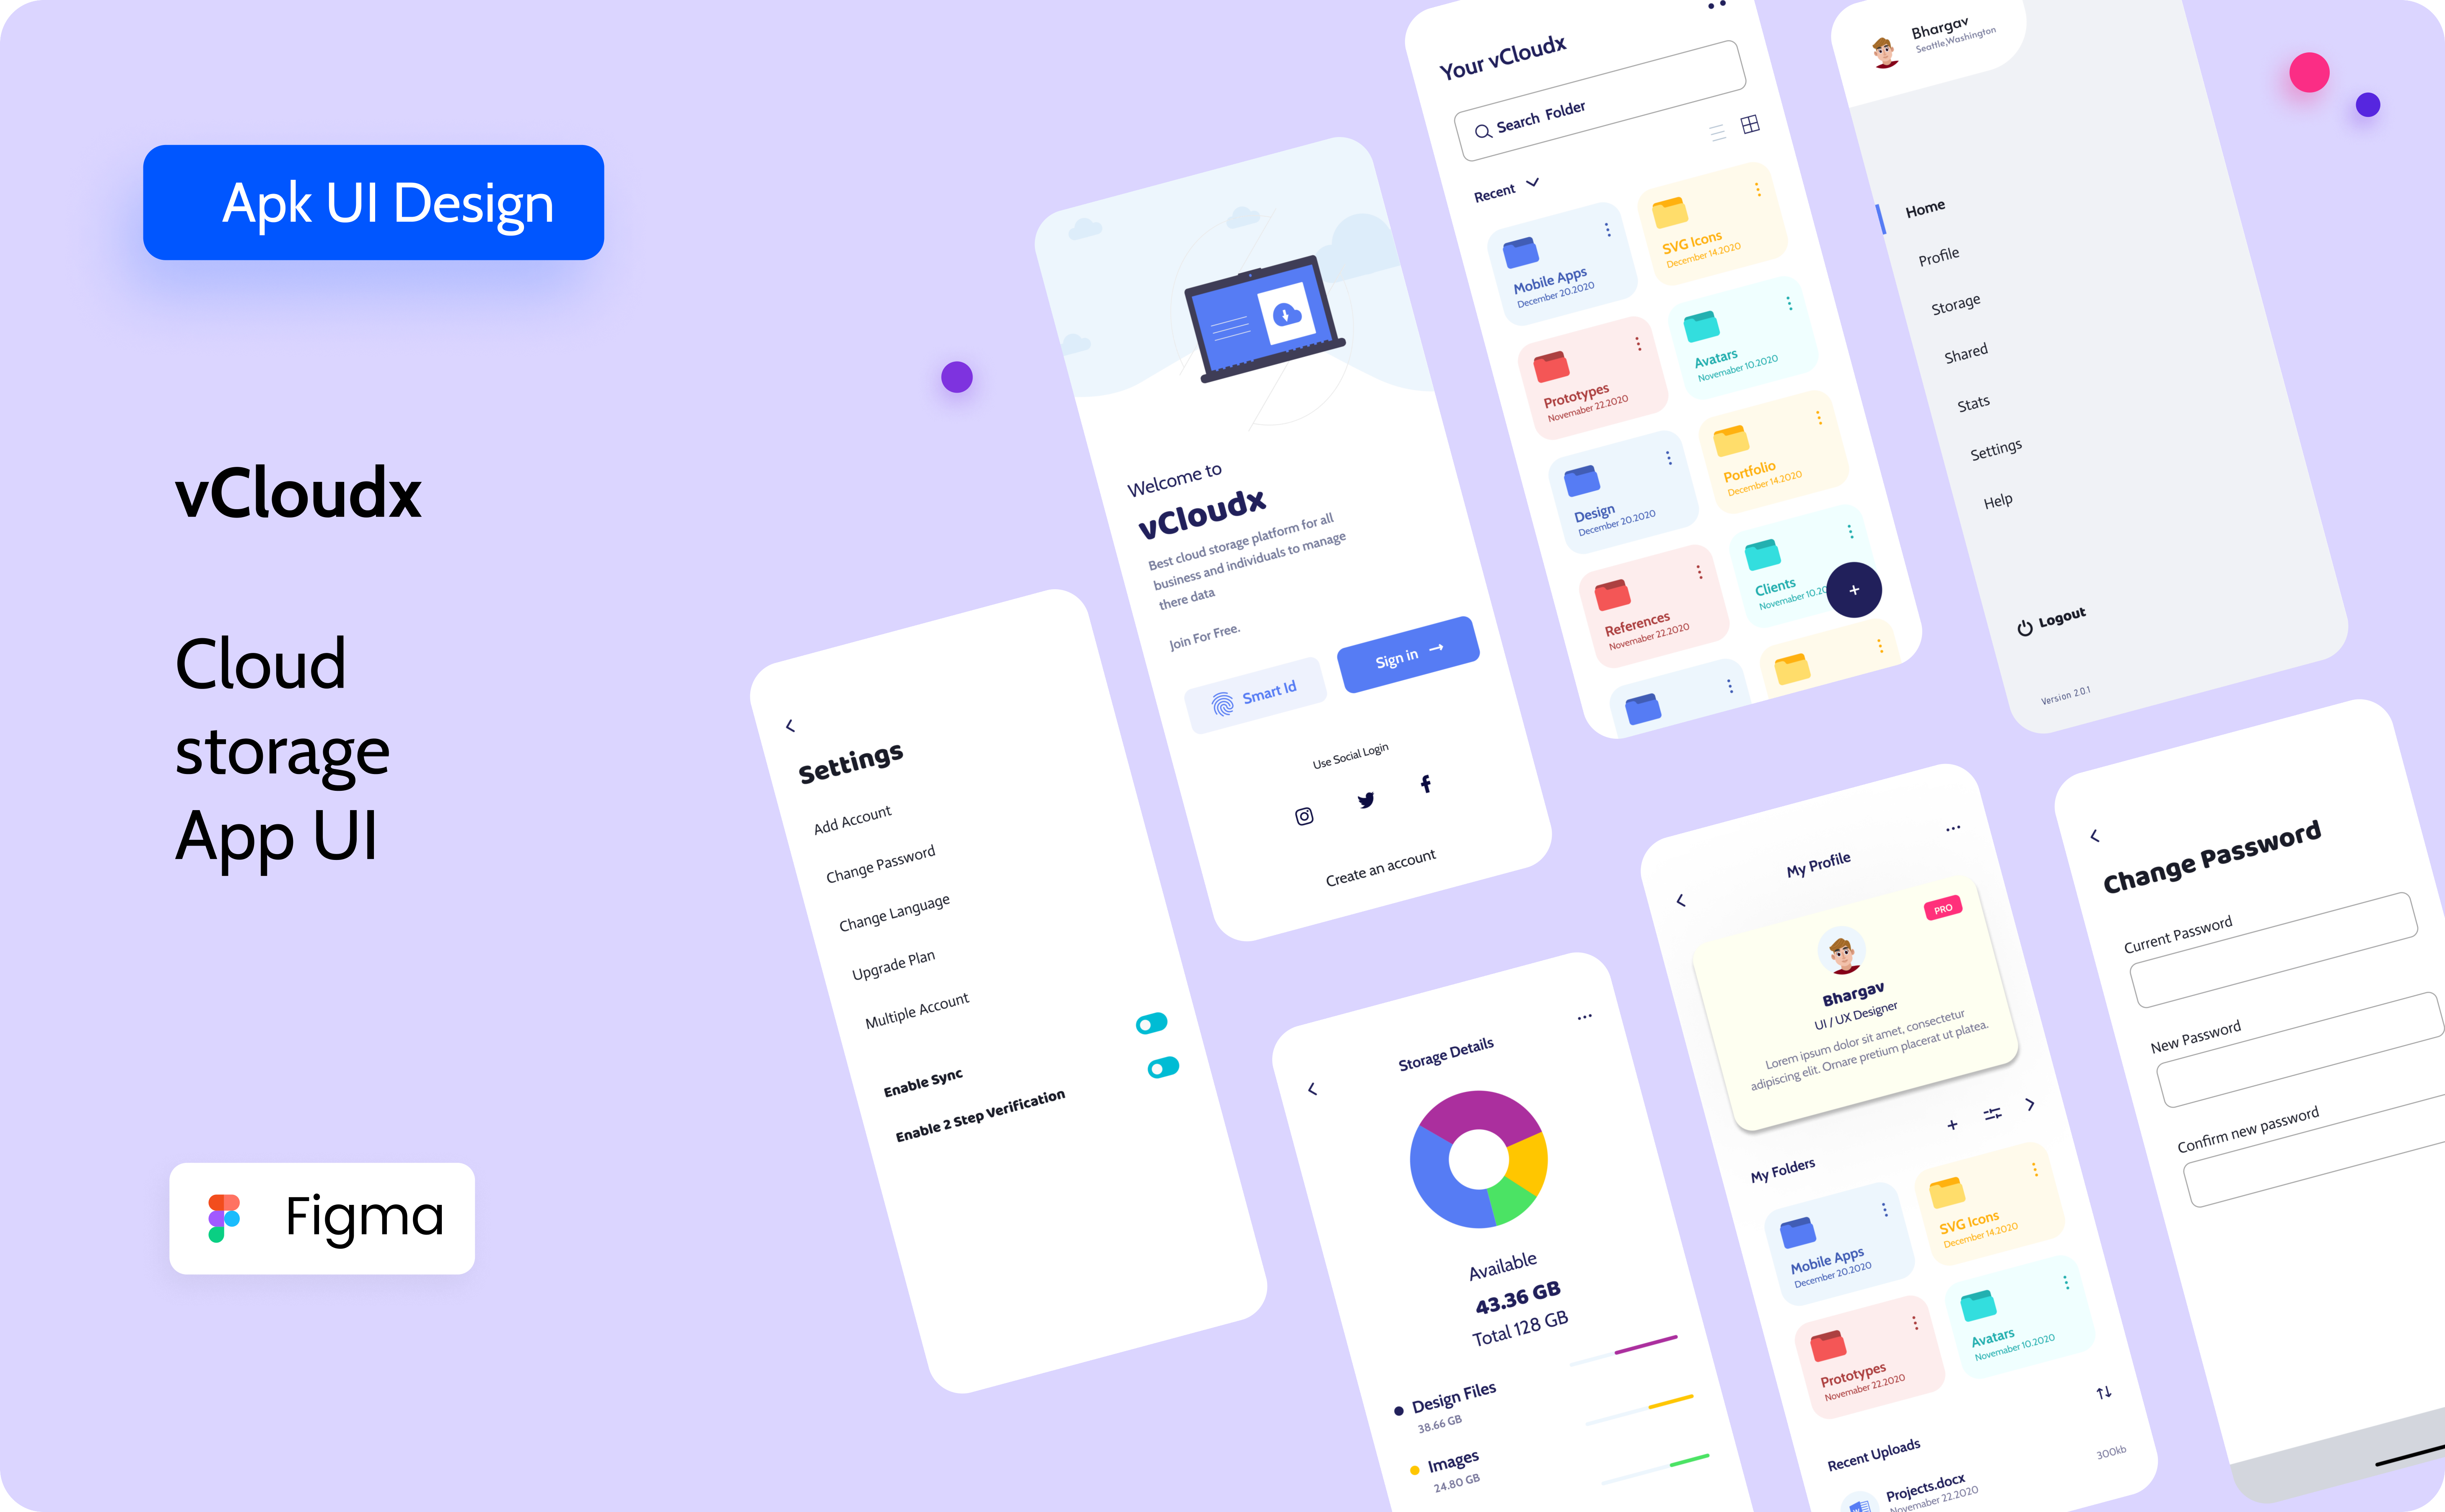 Apk UI Design
vCloudx
Cloud
storage
App UI
Figma
Settings
Add Account
Change Password
Change Language
Upgrade Plan
Multiple Account
Enable Sync
Enable 2 Step Verification
Welcome to
vCloudx
Best cloud storage platform for all
business and individuals to manage
there data
Join For Free.
Smart Id
Sign in
Use Social Login
Create an account
Your vCloudx
Search Folder
Recent
Mobile Apps
December 20.2020
SVG Icons
December 14.2020
Prototypes
Novemaber 22.2020
Avatars
Novemaber 10.2020
Design
December 20.2020
Portfolio
December 14.2020
References
Novemaber 22.2020
Clients
Novemaber 10.20
Bhargav
Seattle,Washington
Home
Profile
Storage
Shared
Stats
Settings
Help
Logout
Version 2.0.1
Storage Details
Available
43.36 GB
Total 128 GB
Design Files
38.66 GB
Images
24.80 GB
My Profile
PRO
Bhargav
UI / UX Designer
Lorem ipsum dolor sit amet, consectetur
adipiscing elit. Ornare pretium placerat ut platea.
My Folders
Mobile Apps
December 20.2020
SVG Icons
December 14.2020
Prototypes
Novemaber 22.2020
Avatars
Novemaber 10.2020
Recent Uploads
Projects.docx
Novemaber 22.2020
300kb
Change Password
Current Password
New Password
Confirm new password